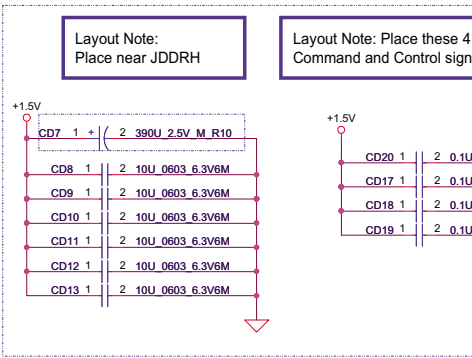 Layout Note:
Place near JDDRH
Layout Note: Place these 4
Command and Control sign
+1.5V
CD7 1 + 2 390U_2.5V_M_R10
CD8 1 2 10U_0603_6.3V6M
CD9 1 2 10U_0603_6.3V6M
CD10 1 2 10U_0603_6.3V6M
CD11 1 2 10U_0603_6.3V6M
CD12 1 2 10U_0603_6.3V6M
CD13 1 2 10U_0603_6.3V6M
+1.5V
CD20 1 2 0.1U
CD17 1 2 0.1U
CD18 1 2 0.1U
CD19 1 2 0.1U